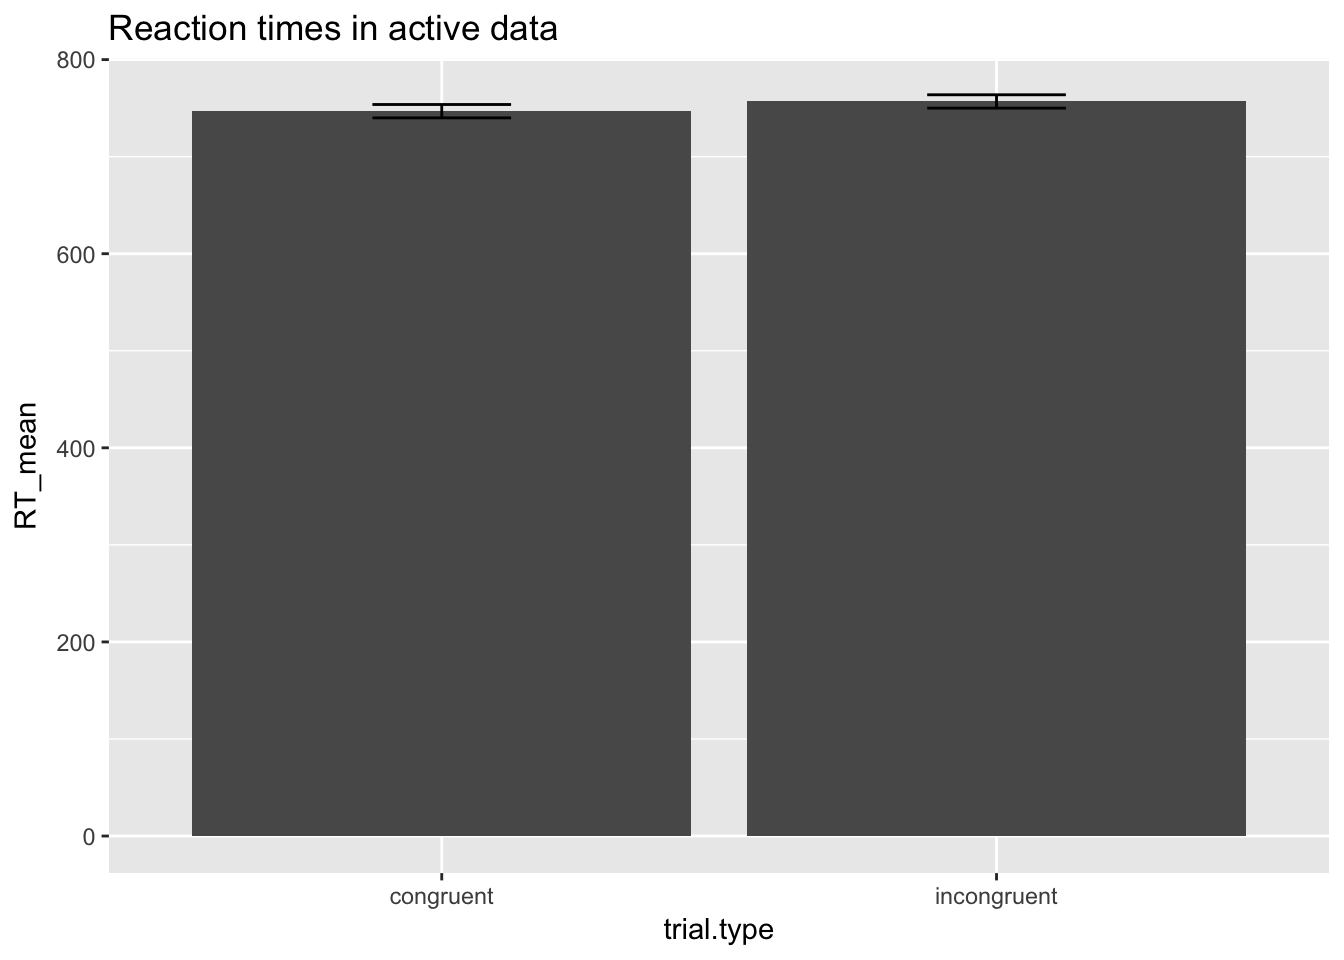 Reaction times in active data
800
600
400
200
0
RT_mean
congruent
incongruent
trial.type